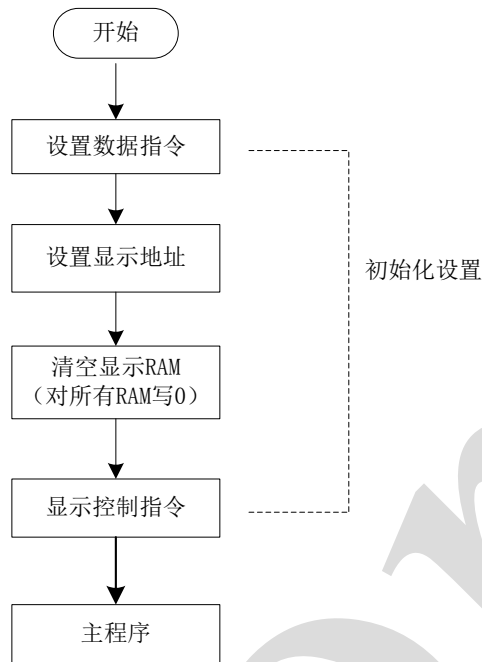 开始
设置数据指令
设置显示地址
初始化设置
清空显示RAM
（对所有RAM写0）
显示控制指令
主程序